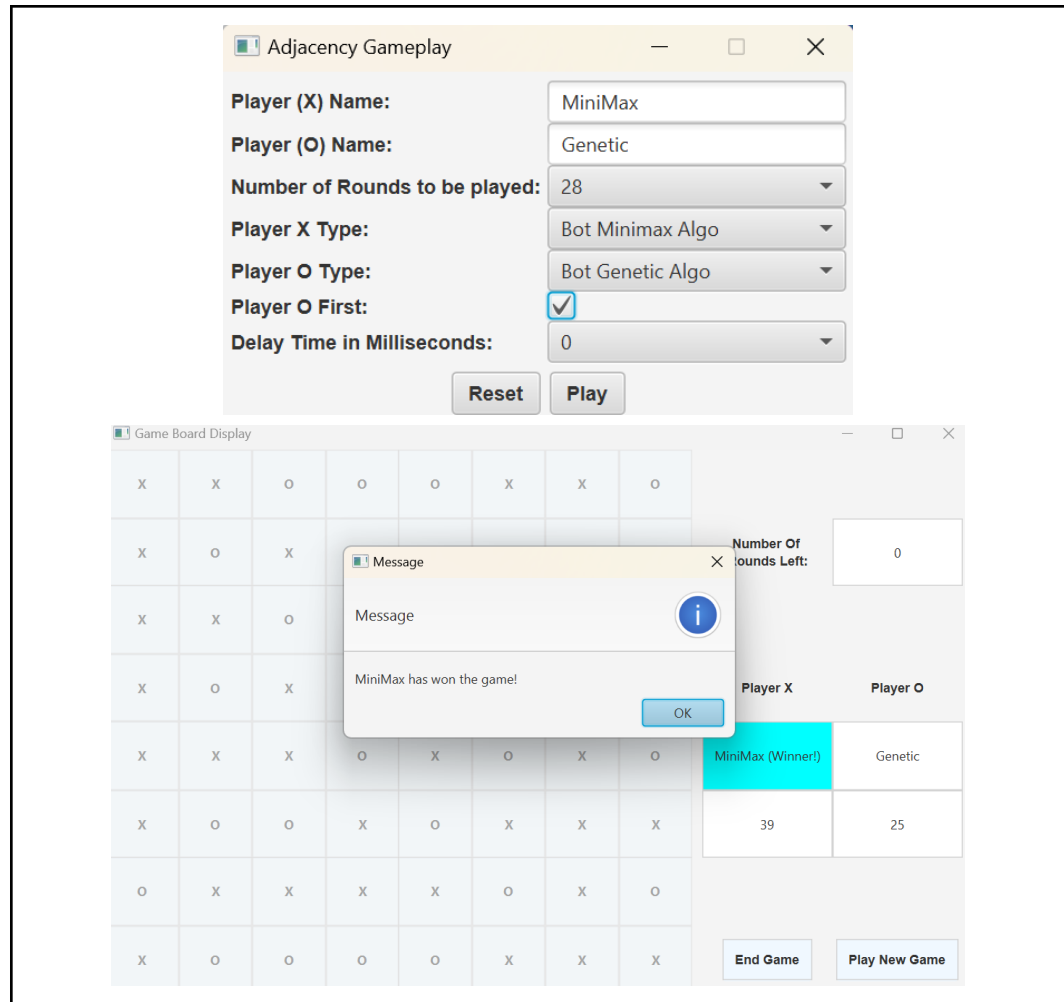 Adjacency Gameplay
Player (X) Name: MiniMax
Player (O) Name: Genetic
Number of Rounds to be played: 28
Player X Type: Bot Minimax Algo
Player O Type: Bot Genetic Algo
Player O First:
Delay Time in Milliseconds: 0
Reset Play
Game Board Display
X X O O O X X O
X O X
Number Of
ounds Left: 0
Message
X X O
Message
X O X
MiniMax has won the game!
OK
Player X Player O
X X X O X O X O
MiniMax (Winner!) Genetic
X O O X O X X X
39 25
O X X X X O X O
X O O O O X X X
End Game Play New Game